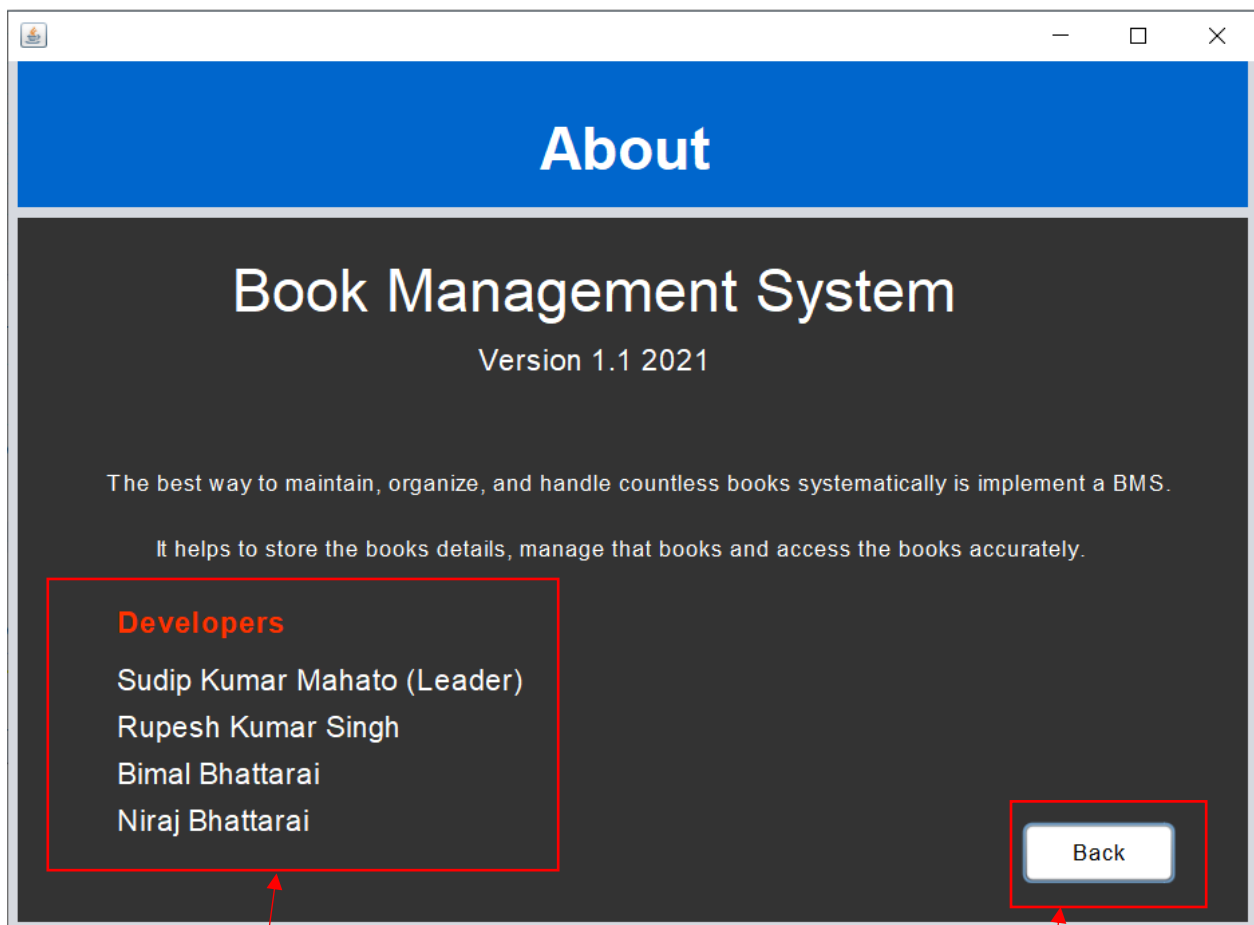 About
Book Management System
Version 1.1 2021
The best way to maintain, organize, and handle countless books systematically is implement a BMS.
It helps to store the books details, manage that books and access the books accurately.
Developers
Sudip Kumar Mahato (Leader)
Rupesh Kumar Singh
Bimal Bhattarai
Niraj Bhattarai
Back